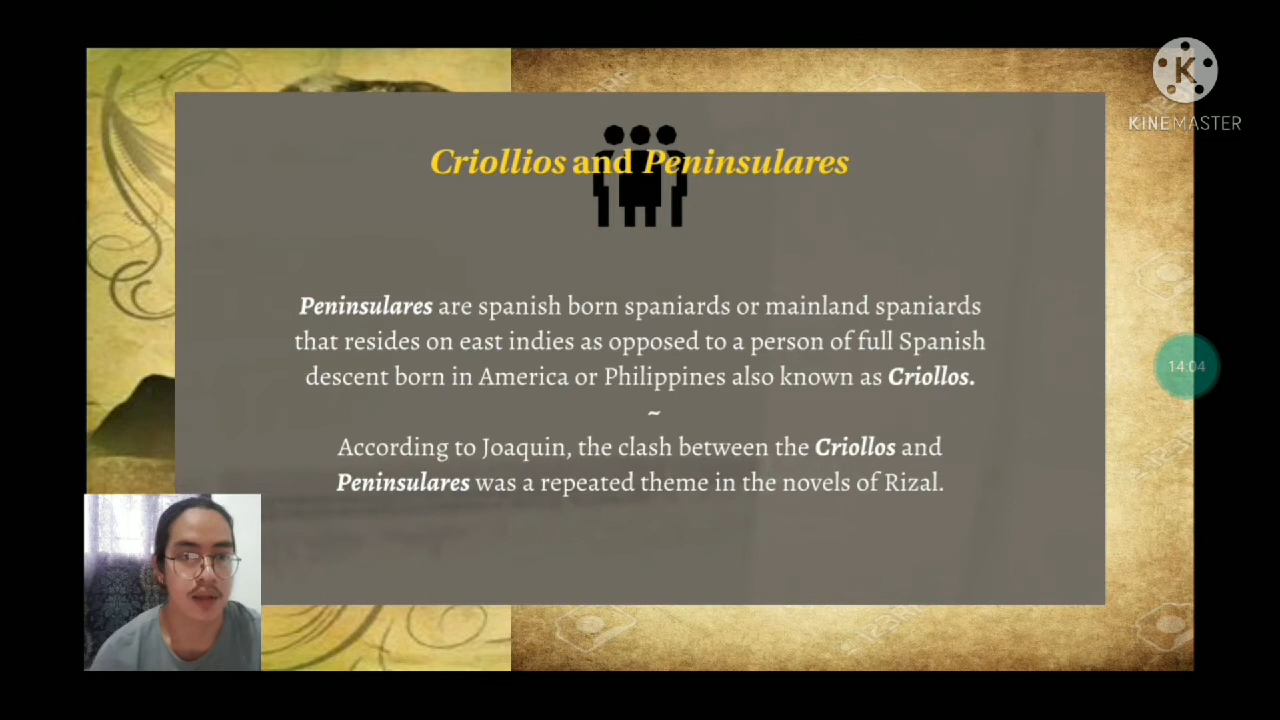 Criollios and Peninsulares
Peninsulares are spanish born spaniards or mainland spaniards
that resides on east indies as opposed to a person of full Spanish
descent born in America or Philippines also known as Criollos.
~
According to Joaquin, the clash between the Criollos and
Peninsulares was a repeated theme in the novels of Rizal.
K
KINEMASTER
14:04